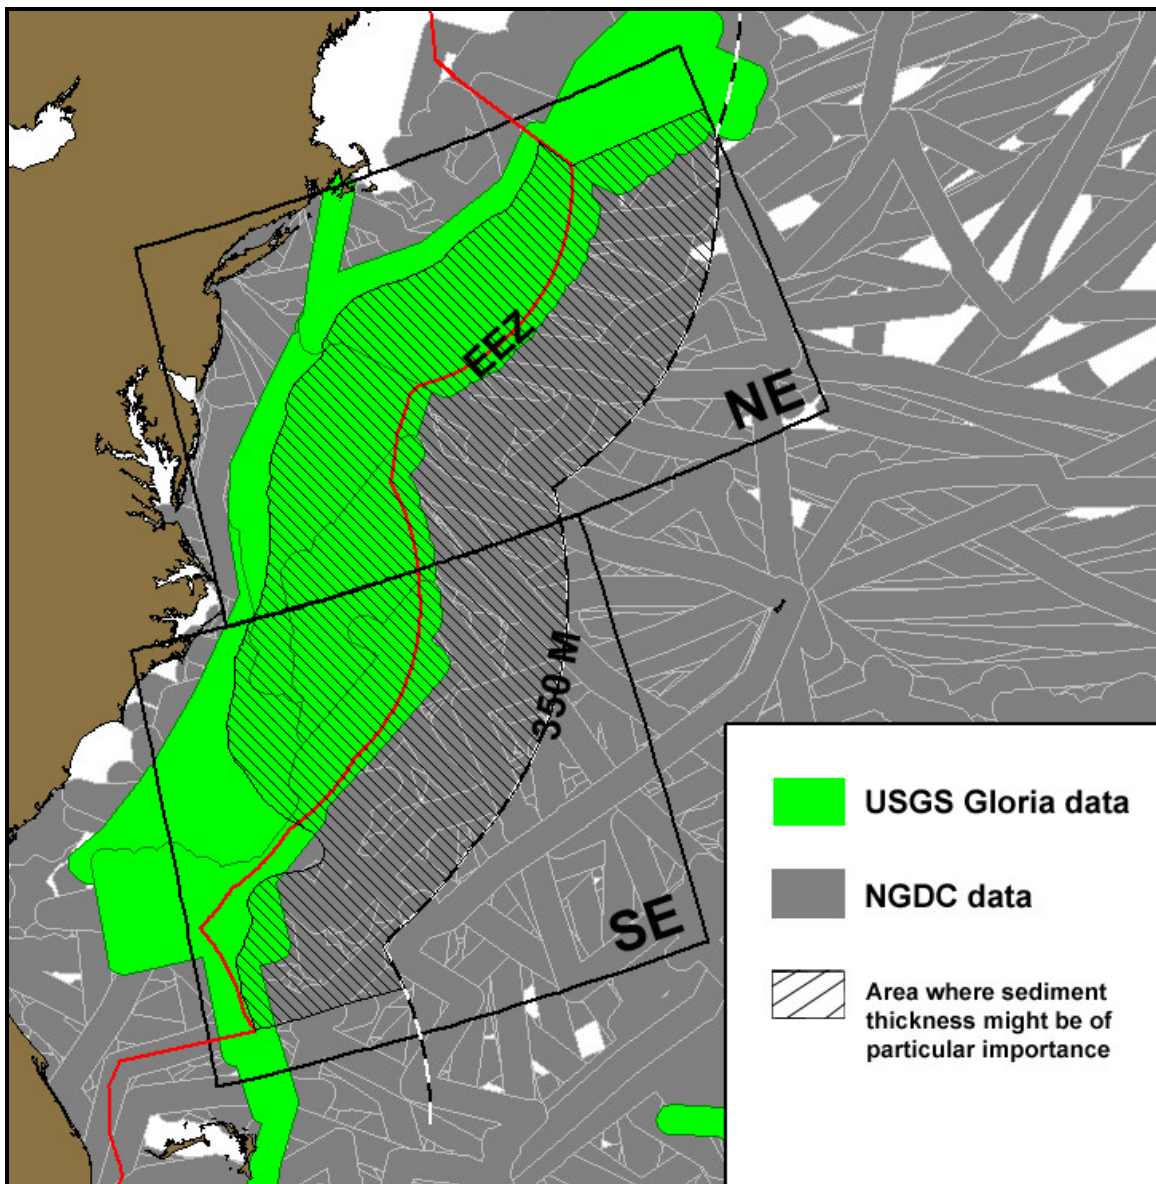 EEZ
NE
350 M
SE
USGS Gloria data
NGDC data
Area where sediment
thickness might be of
particular importance